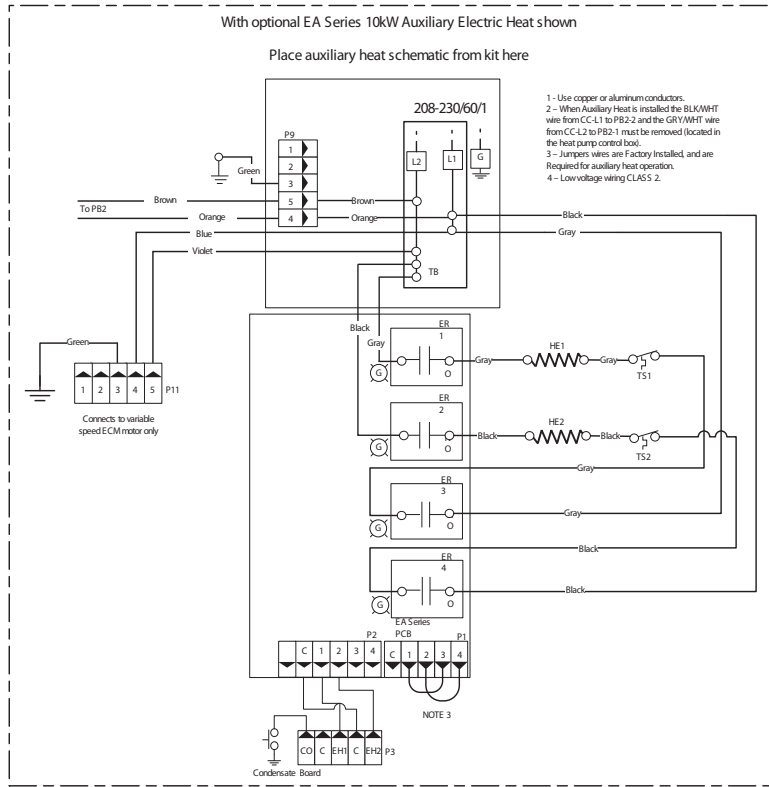 With optional EA Series 10kW Auxiliary Electric Heat shown
Place auxiliary heat schematic from kit here
208-230/60/1
1 - Use copper or aluminum conductors.
2 – When Auxiliary Heat is installed the BLK/WHT
wire from CC-L1 to PB2-2 and the GRY/WHT wire
from CC-L2 to PB2-1 must be removed (located in
the heat pump control box).
3 – Jumpers wires are Factory Installed, and are
Required for auxiliary heat operation.
4 – Low voltage wiring CLASS 2.
P9
1
2
3
5
4
L2
L1
G
Green
To PB2
Brown
Brown
Orange
Orange
Black
Blue
Gray
Violet
TB
Black
Gray
Green
1
2
3
4
5
P11
Connects to variable
speed ECM motor only
ER
1
G
O
Gray
HE1
Gray
TS1
ER
2
G
O
Black
HE2
Black
TS2
Gray
ER
3
G
O
Gray
Black
ER
4
G
O
Black
EA Series
PCB
P2
C
1
2
3
4
P1
C
1
2
3
4
NOTE 3
CO
C
EH1
C
EH2
P3
Condensate Board